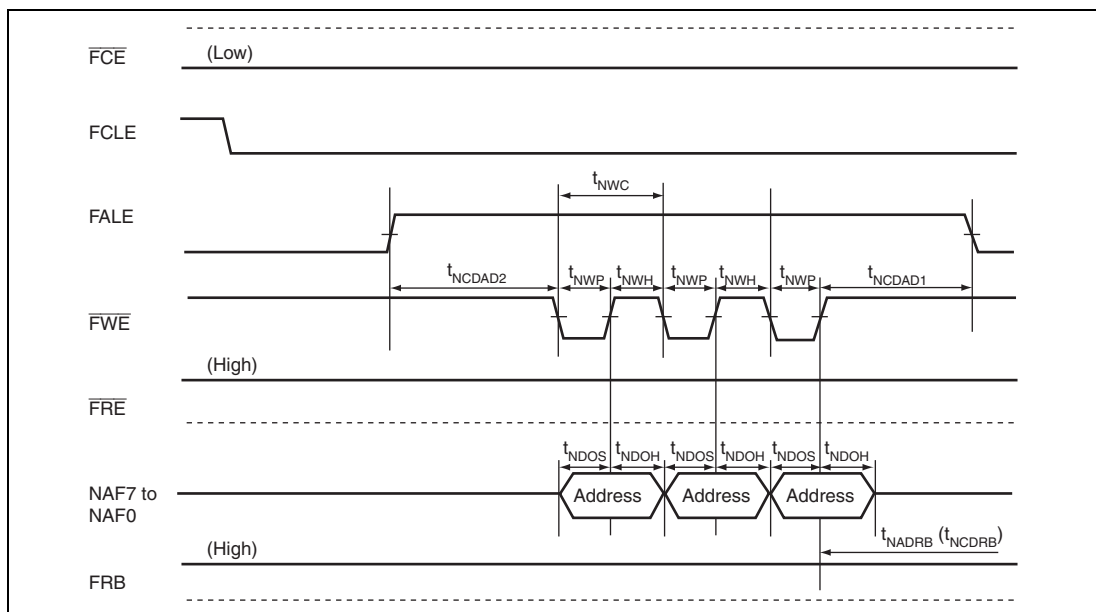 FCE
(Low)
FCLE
FALE
tNWC
tNCDAD2
tNWP
tNWH
tNWP
tNWH
tNWP
tNCDAD1
FWE
(High)
FRE
tNDOS
tNDOH
tNDOS
tNDOH
tNDOS
tNDOH
NAF7 to
NAF0
Address
Address
Address
(High)
tNADRB (tNCDRB)
FRB